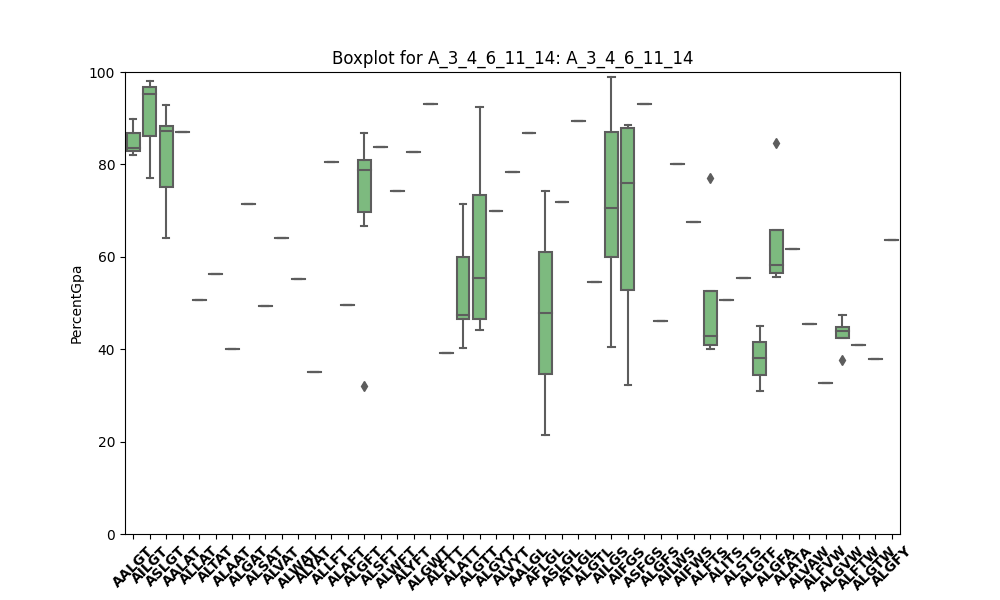 Boxplot for A_3_4_6_11_14: A_3_4_6_11_14
PercentGpa
100
80
60
40
20
0
AALGT
AILGT
ASLGT
AALAT
ALLAT
ALTAT
ALAAT
ALGAT
ALSAT
ALVAT
ALWAT
ALYAT
ALLFT
ALAFT
ALGFT
ALSFT
ALWFT
ALYFT
ALGWT
ALATT
ALGTT
ALGYT
ALVYT
AALGL
AFLGL
ASLGL
ATLGL
ALGTL
AILGS
AIFGS
ASFGS
ALGFS
AILWS
AIFWS
ALFTS
ALITS
ALSTS
ALGTF
ALGFA
ALATA
ALVAW
ALFVW
ALGVW
ALFTW
ALGTW
ALGFY